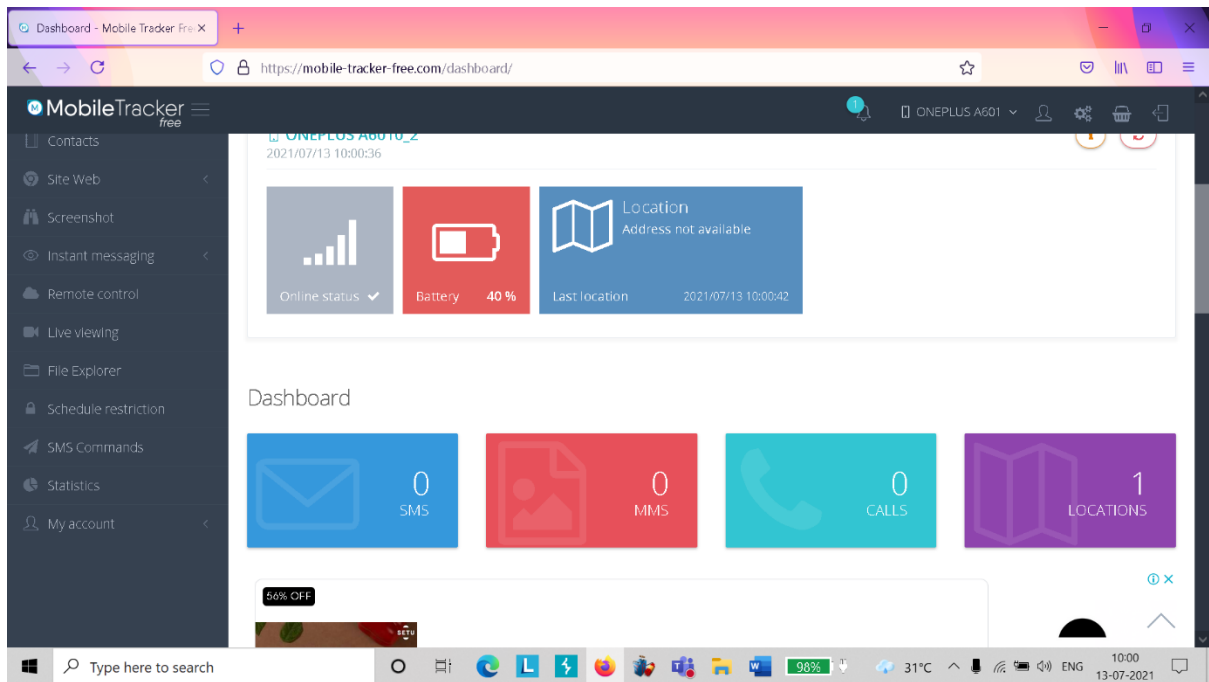 Dashboard - Mobile Tracker Fre
https://mobile-tracker-free.com/dashboard/
MobileTracker
free
1
ONEPLUS A601
Contacts
Site Web
Screenshot
Instant messaging
Remote control
Live viewing
File Explorer
Schedule restriction
SMS Commands
Statistics
My account
ONEPLUS A6010_2
2021/07/13 10:00:36
Online status
Battery 40 %
Location
Address not available
Last location 2021/07/13 10:00:42
Dashboard
0
SMS
0
MMS
0
CALLS
1
LOCATIONS
56% OFF
SETU
Type here to search
98%
31°C
ENG
10:00
13-07-2021